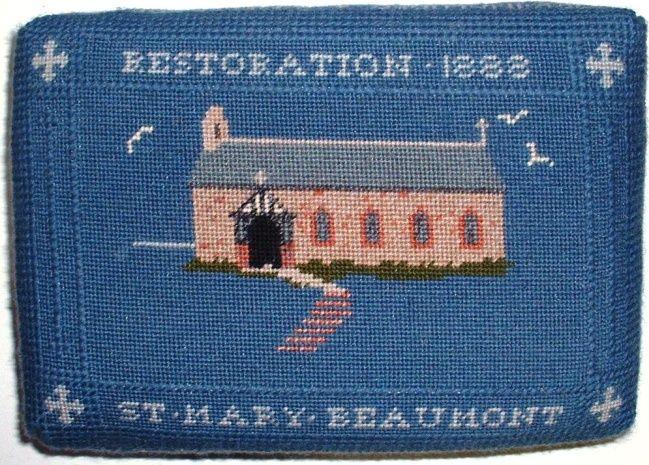 RESTORATION · 1888
ST · MARY · BEAUMONT